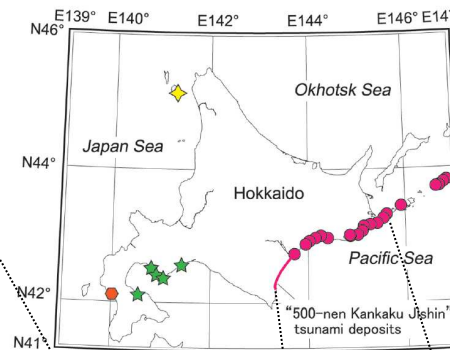 E139° E140° E142° E144° E146° E147
N46°
Okhotsk Sea
Japan Sea
N44°
Hokkaido
Pacific Sea
N42°
"500-nen Kankaku Jishin"
tsunami deposits
N41°